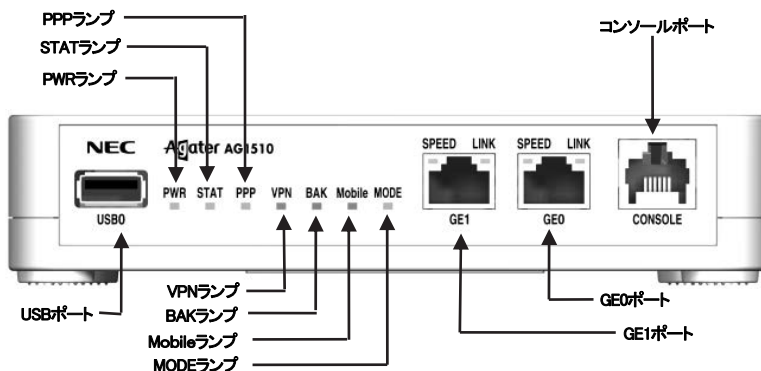 PPPランプ
STATランプ
PWRランプ
コンソールポート
NEC Agater AG1510
SPEED LINK SPEED LINK
PWR STAT PPP VPN BAK Mobile MODE
USB0 GE1 GE0 CONSOLE
VPNランプ
USBポート
BAKランプ
Mobileランプ
MODEランプ
GE0ポート
GE1ポート